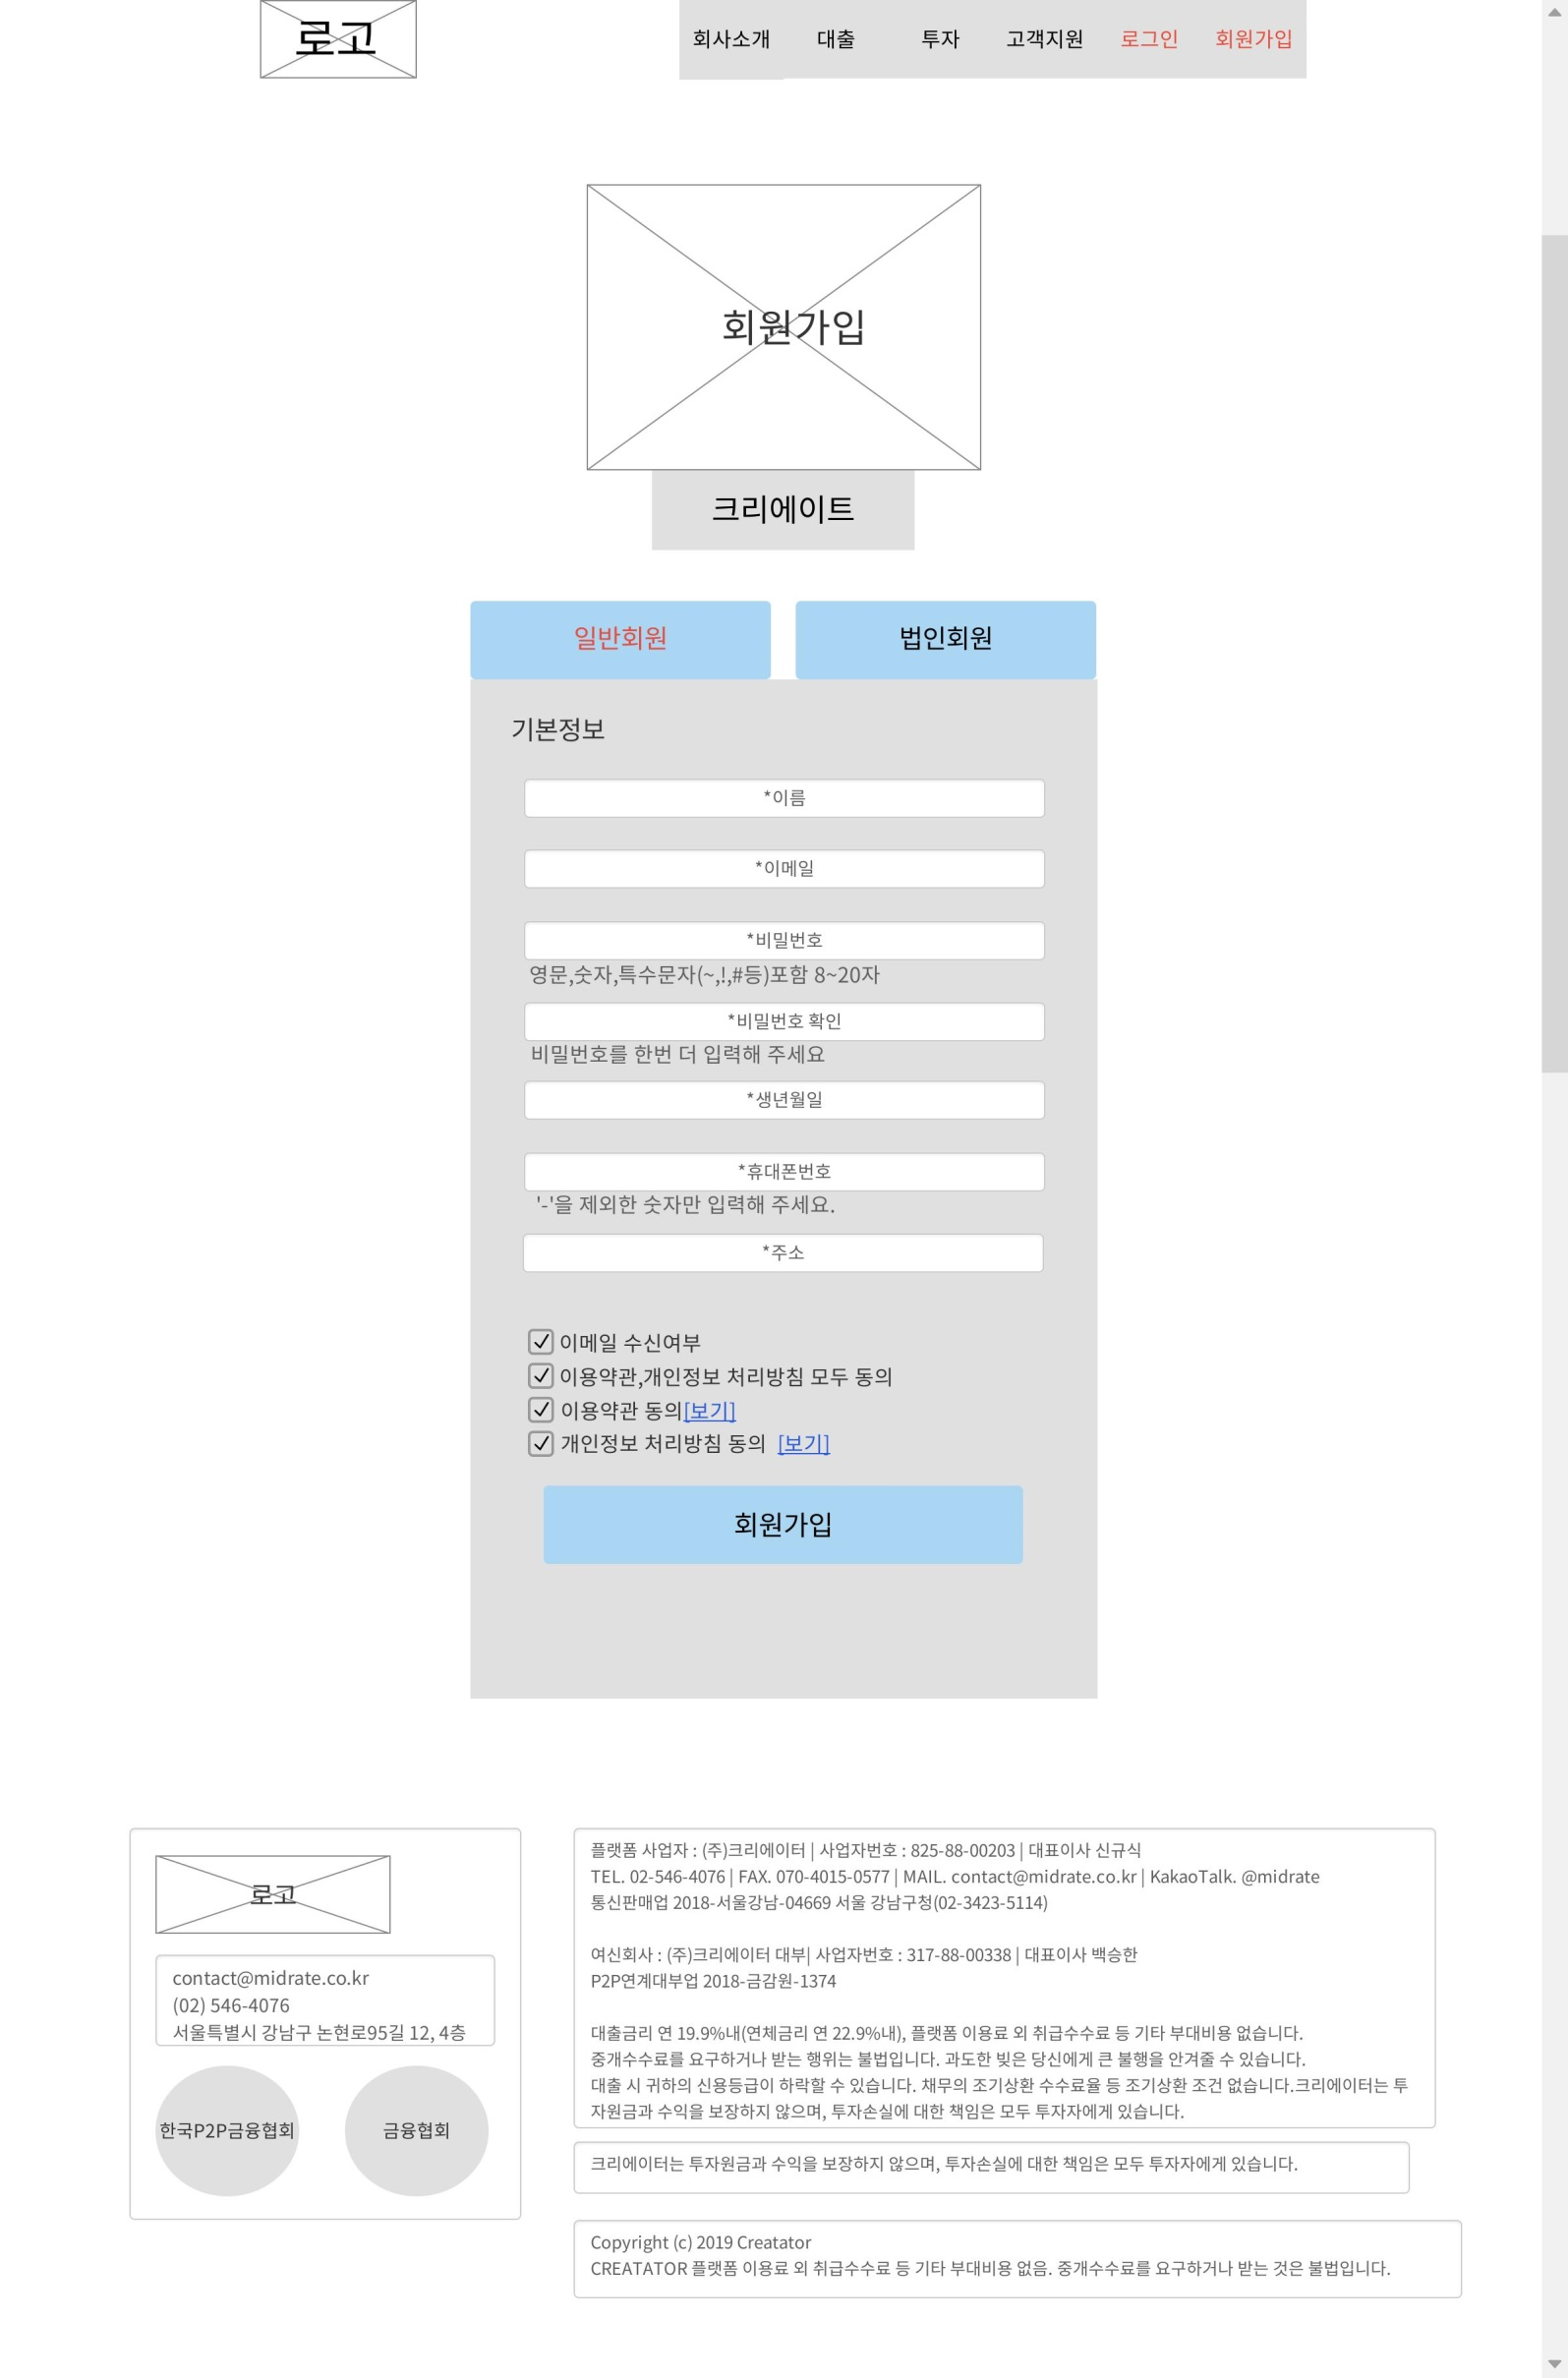 로고
회사소개 대출 투자 고객지원 로그인 회원가입
회원가입
크리에이트
일반회원 법인회원
기본정보
*이름
*이메일
*비밀번호
영문,숫자,특수문자(~,!,#등)포함 8~20자
*비밀번호 확인
비밀번호를 한번 더 입력해 주세요
*생년월일
*휴대폰번호
'-'을 제외한 숫자만 입력해 주세요.
*주소
이메일 수신여부
이용약관,개인정보 처리방침 모두 동의
이용약관 동의[보기]
개인정보 처리방침 동의 [보기]
회원가입
로고
contact@midrate.co.kr
(02) 546-4076
서울특별시 강남구 논현로95길 12, 4층
한국P2P금융협회 금융협회
플랫폼 사업자 : (주)크리에이터 | 사업자번호 : 825-88-00203 | 대표이사 신규식
TEL. 02-546-4076 | FAX. 070-4015-0577 | MAIL. contact@midrate.co.kr | KakaoTalk. @midrate
통신판매업 2018-서울강남-04669 서울 강남구청(02-3423-5114)
여신회사 : (주)크리에이터 대부| 사업자번호 : 317-88-00338 | 대표이사 백승한
P2P연계대부업 2018-금감원-1374
대출금리 연 19.9%내(연체금리 연 22.9%내), 플랫폼 이용료 외 취급수수료 등 기타 부대비용 없습니다.
중개수수료를 요구하거나 받는 행위는 불법입니다. 과도한 빚은 당신에게 큰 불행을 안겨줄 수 있습니다.
대출 시 귀하의 신용등급이 하락할 수 있습니다. 채무의 조기상환 수수료율 등 조기상환 조건 없습니다.크리에이터는 투
자원금과 수익을 보장하지 않으며, 투자손실에 대한 책임은 모두 투자자에게 있습니다.
크리에이터는 투자원금과 수익을 보장하지 않으며, 투자손실에 대한 책임은 모두 투자자에게 있습니다.
Copyright (c) 2019 Creatator
CREATATOR 플랫폼 이용료 외 취급수수료 등 기타 부대비용 없음. 중개수수료를 요구하거나 받는 것은 불법입니다.